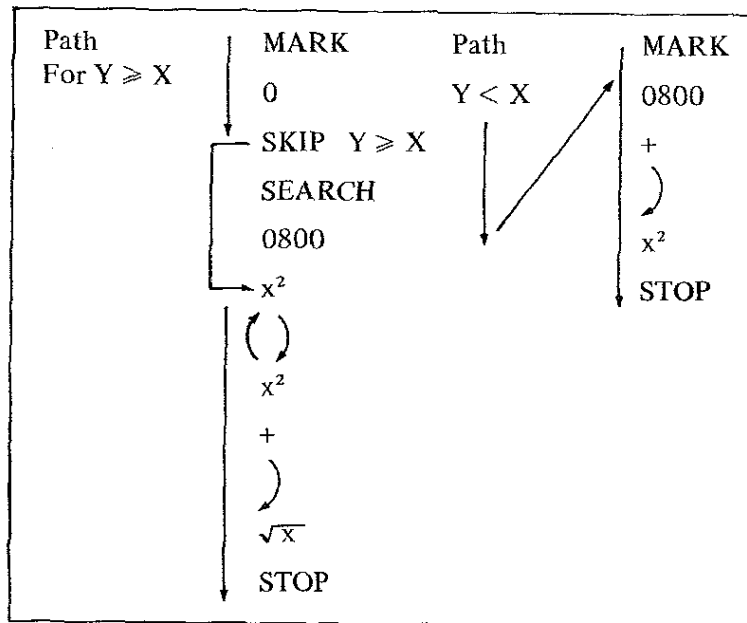 Path
For Y ⩾ X
MARK
0
SKIP Y ⩾ X
SEARCH
0800
x²
x²
+
√x
STOP
Path
Y < X
MARK
0800
+
x²
STOP